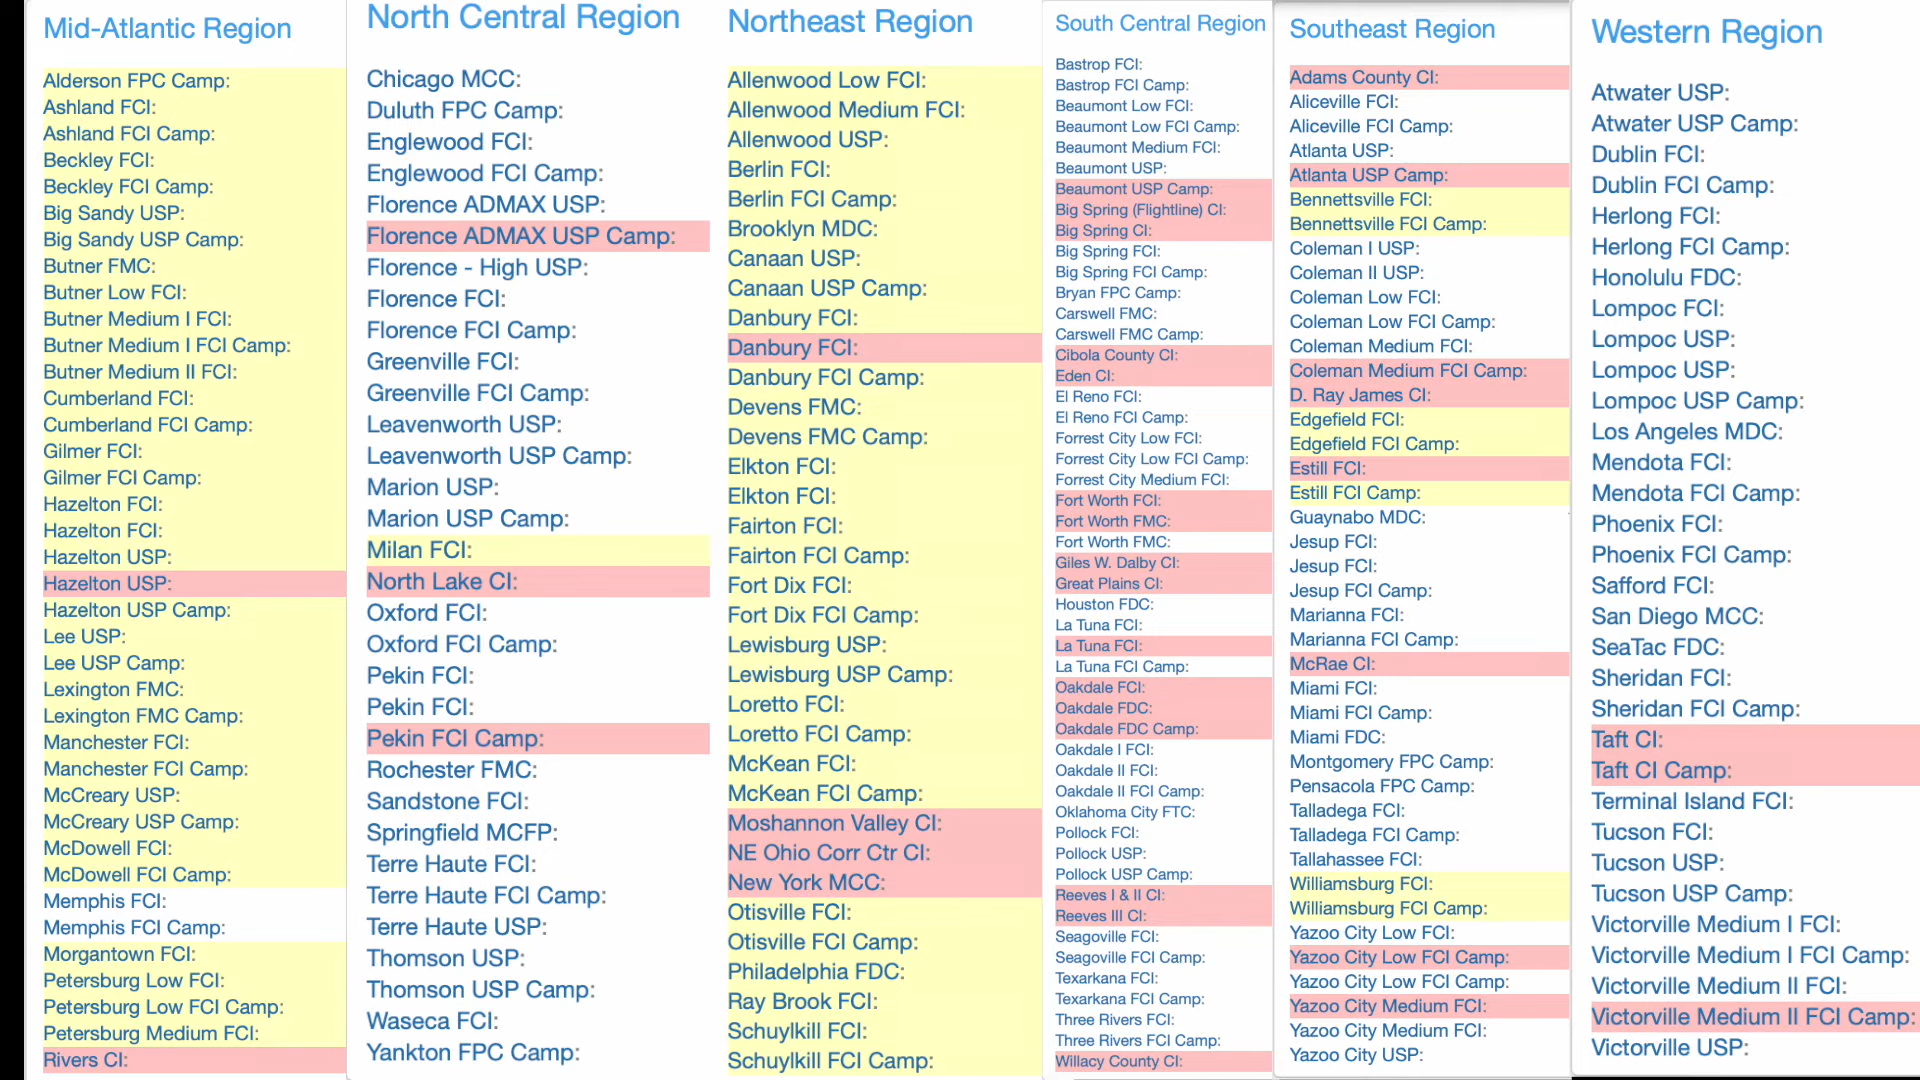 Mid-Atlantic Region
Alderson FPC Camp:
Ashland FCI:
Ashland FCI Camp:
Beckley FCI:
Beckley FCI Camp:
Big Sandy USP:
Big Sandy USP Camp:
Butner FMC:
Butner Low FCI:
Butner Medium I FCI:
Butner Medium I FCI Camp:
Butner Medium II FCI:
Cumberland FCI:
Cumberland FCI Camp:
Gilmer FCI:
Gilmer FCI Camp:
Hazelton FCI:
Hazelton FCI:
Hazelton USP:
Hazelton USP:
Hazelton USP Camp:
Lee USP:
Lee USP Camp:
Lexington FMC:
Lexington FMC Camp:
Manchester FCI:
Manchester FCI Camp:
McCreary USP:
McCreary USP Camp:
McDowell FCI:
McDowell FCI Camp:
Memphis FCI:
Memphis FCI Camp:
Morgantown FCI:
Petersburg Low FCI:
Petersburg Low FCI Camp:
Petersburg Medium FCI:
Rivers CI:
North Central Region
Chicago MCC:
Duluth FPC Camp:
Englewood FCI:
Englewood FCI Camp:
Florence ADMAX USP:
Florence ADMAX USP Camp:
Florence - High USP:
Florence FCI:
Florence FCI Camp:
Greenville FCI:
Greenville FCI Camp:
Leavenworth USP:
Leavenworth USP Camp:
Marion USP:
Marion USP Camp:
Milan FCI:
North Lake CI:
Oxford FCI:
Oxford FCI Camp:
Pekin FCI:
Pekin FCI:
Pekin FCI Camp:
Rochester FMC:
Sandstone FCI:
Springfield MCFP:
Terre Haute FCI:
Terre Haute FCI Camp:
Terre Haute USP:
Thomson USP:
Thomson USP Camp:
Waseca FCI:
Yankton FPC Camp:
Northeast Region
Allenwood Low FCI:
Allenwood Medium FCI:
Allenwood USP:
Berlin FCI:
Berlin FCI Camp:
Brooklyn MDC:
Canaan USP:
Canaan USP Camp:
Danbury FCI:
Danbury FCI:
Danbury FCI Camp:
Devens FMC:
Devens FMC Camp:
Elkton FCI:
Elkton FCI:
Fairton FCI:
Fairton FCI Camp:
Fort Dix FCI:
Fort Dix FCI Camp:
Lewisburg USP:
Lewisburg USP Camp:
Loretto FCI:
Loretto FCI Camp:
McKean FCI:
McKean FCI Camp:
Moshannon Valley CI:
NE Ohio Corr Ctr CI:
New York MCC:
Otisville FCI:
Otisville FCI Camp:
Philadelphia FDC:
Ray Brook FCI:
Schuylkill FCI:
Schuylkill FCI Camp:
South Central Region
Bastrop FCI:
Bastrop FCI Camp:
Beaumont Low FCI:
Beaumont Low FCI Camp:
Beaumont Medium FCI:
Beaumont USP:
Beaumont USP Camp:
Big Spring (Flightline) CI:
Big Spring CI:
Big Spring FCI:
Big Spring FCI Camp:
Bryan FPC Camp:
Carswell FMC:
Carswell FMC Camp:
Cibola County CI:
Eden CI:
El Reno FCI:
El Reno FCI Camp:
Forrest City Low FCI:
Forrest City Low FCI Camp:
Forrest City Medium FCI:
Fort Worth FCI:
Fort Worth FMC:
Fort Worth FMC:
Giles W. Dalby CI:
Great Plains CI:
Houston FDC:
La Tuna FCI:
La Tuna FCI:
La Tuna FCI Camp:
Oakdale FCI:
Oakdale FDC:
Oakdale FDC Camp:
Oakdale I FCI:
Oakdale II FCI:
Oakdale II FCI Camp:
Oklahoma City FTC:
Pollock FCI:
Pollock USP:
Pollock USP Camp:
Reeves I & II CI:
Reeves III CI:
Seagoville FCI:
Seagoville FCI Camp:
Texarkana FCI:
Texarkana FCI Camp:
Three Rivers FCI:
Three Rivers FCI Camp:
Willacy County CI:
Southeast Region
Adams County CI:
Aliceville FCI:
Aliceville FCI Camp:
Atlanta USP:
Atlanta USP Camp:
Bennettsville FCI:
Bennettsville FCI Camp:
Coleman I USP:
Coleman II USP:
Coleman Low FCI:
Coleman Low FCI Camp:
Coleman Medium FCI:
Coleman Medium FCI Camp:
D. Ray James CI:
Edgefield FCI:
Edgefield FCI Camp:
Estill FCI:
Estill FCI Camp:
Guaynabo MDC:
Jesup FCI:
Jesup FCI:
Jesup FCI Camp:
Marianna FCI:
Marianna FCI Camp:
McRae CI:
Miami FCI:
Miami FCI Camp:
Miami FDC:
Montgomery FPC Camp:
Pensacola FPC Camp:
Talladega FCI:
Talladega FCI Camp:
Tallahassee FCI:
Williamsburg FCI:
Williamsburg FCI Camp:
Yazoo City Low FCI:
Yazoo City Low FCI Camp:
Yazoo City Low FCI Camp:
Yazoo City Medium FCI:
Yazoo City Medium FCI:
Yazoo City USP:
Western Region
Atwater USP:
Atwater USP Camp:
Dublin FCI:
Dublin FCI Camp:
Herlong FCI:
Herlong FCI Camp:
Honolulu FDC:
Lompoc FCI:
Lompoc USP:
Lompoc USP:
Lompoc USP Camp:
Los Angeles MDC:
Mendota FCI:
Mendota FCI Camp:
Phoenix FCI:
Phoenix FCI Camp:
Safford FCI:
San Diego MCC:
SeaTac FDC:
Sheridan FCI:
Sheridan FCI Camp:
Taft CI:
Taft CI Camp:
Terminal Island FCI:
Tucson FCI:
Tucson USP:
Tucson USP Camp:
Victorville Medium I FCI:
Victorville Medium I FCI Camp:
Victorville Medium II FCI:
Victorville Medium II FCI Camp:
Victorville USP: